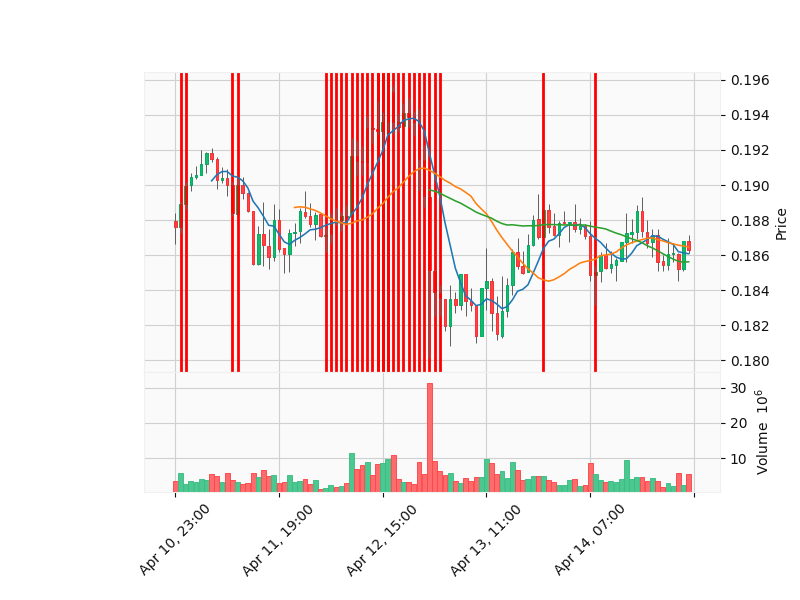 0.196
0.194
0.192
0.190
0.188
0.186
0.184
0.182
0.180
Price
30
20
10
Volume 10^6
Apr 10, 23:00
Apr 11, 19:00
Apr 12, 15:00
Apr 13, 11:00
Apr 14, 07:00